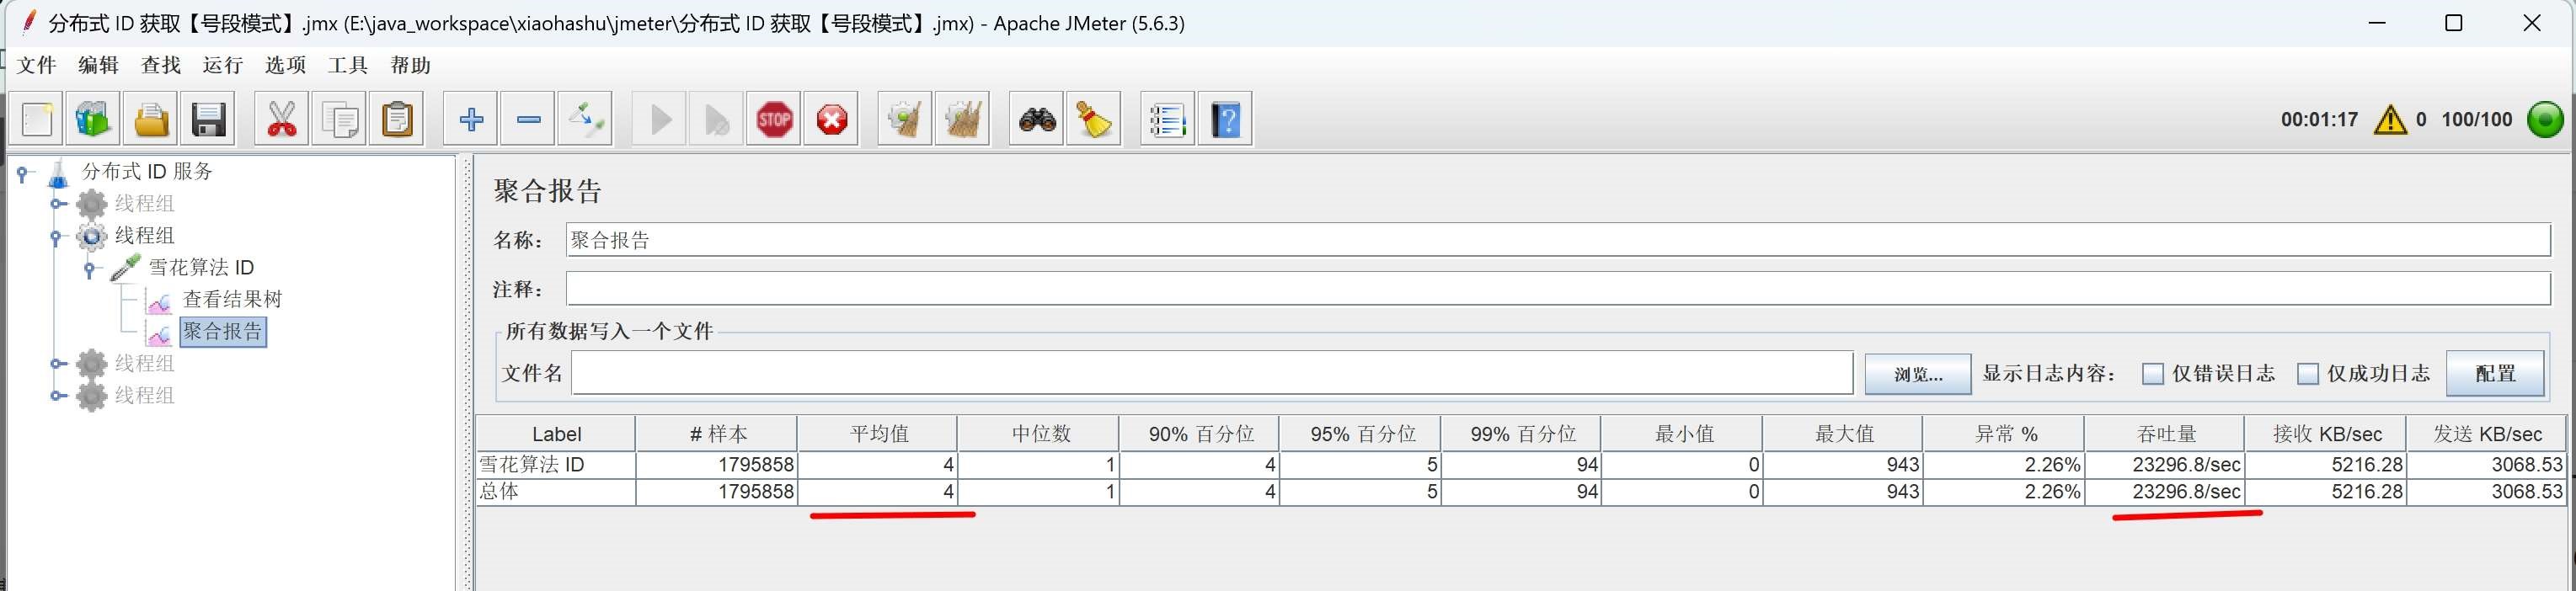 分布式 ID 获取【号段模式】.jmx (E:\java_workspace\xiaohashu\jmeter\分布式 ID 获取【号段模式】.jmx) - Apache JMeter (5.6.3)
文件 编辑 查找 运行 选项 工具 帮助
STOP
00:01:17 0 100/100
分布式 ID 服务
线程组
线程组
雪花算法 ID
查看结果树
聚合报告
线程组
线程组
聚合报告
名称： 聚合报告
注释：
所有数据写入一个文件
文件名 浏览... 显示日志内容： 仅错误日志 仅成功日志 配置
Label # 样本 平均值 中位数 90% 百分位 95% 百分位 99% 百分位 最小值 最大值 异常 % 吞吐量 接收 KB/sec 发送 KB/sec
雪花算法 ID 1795858 4 1 4 5 94 0 943 2.26% 23296.8/sec 5216.28 3068.53
总体 1795858 4 1 4 5 94 0 943 2.26% 23296.8/sec 5216.28 3068.53